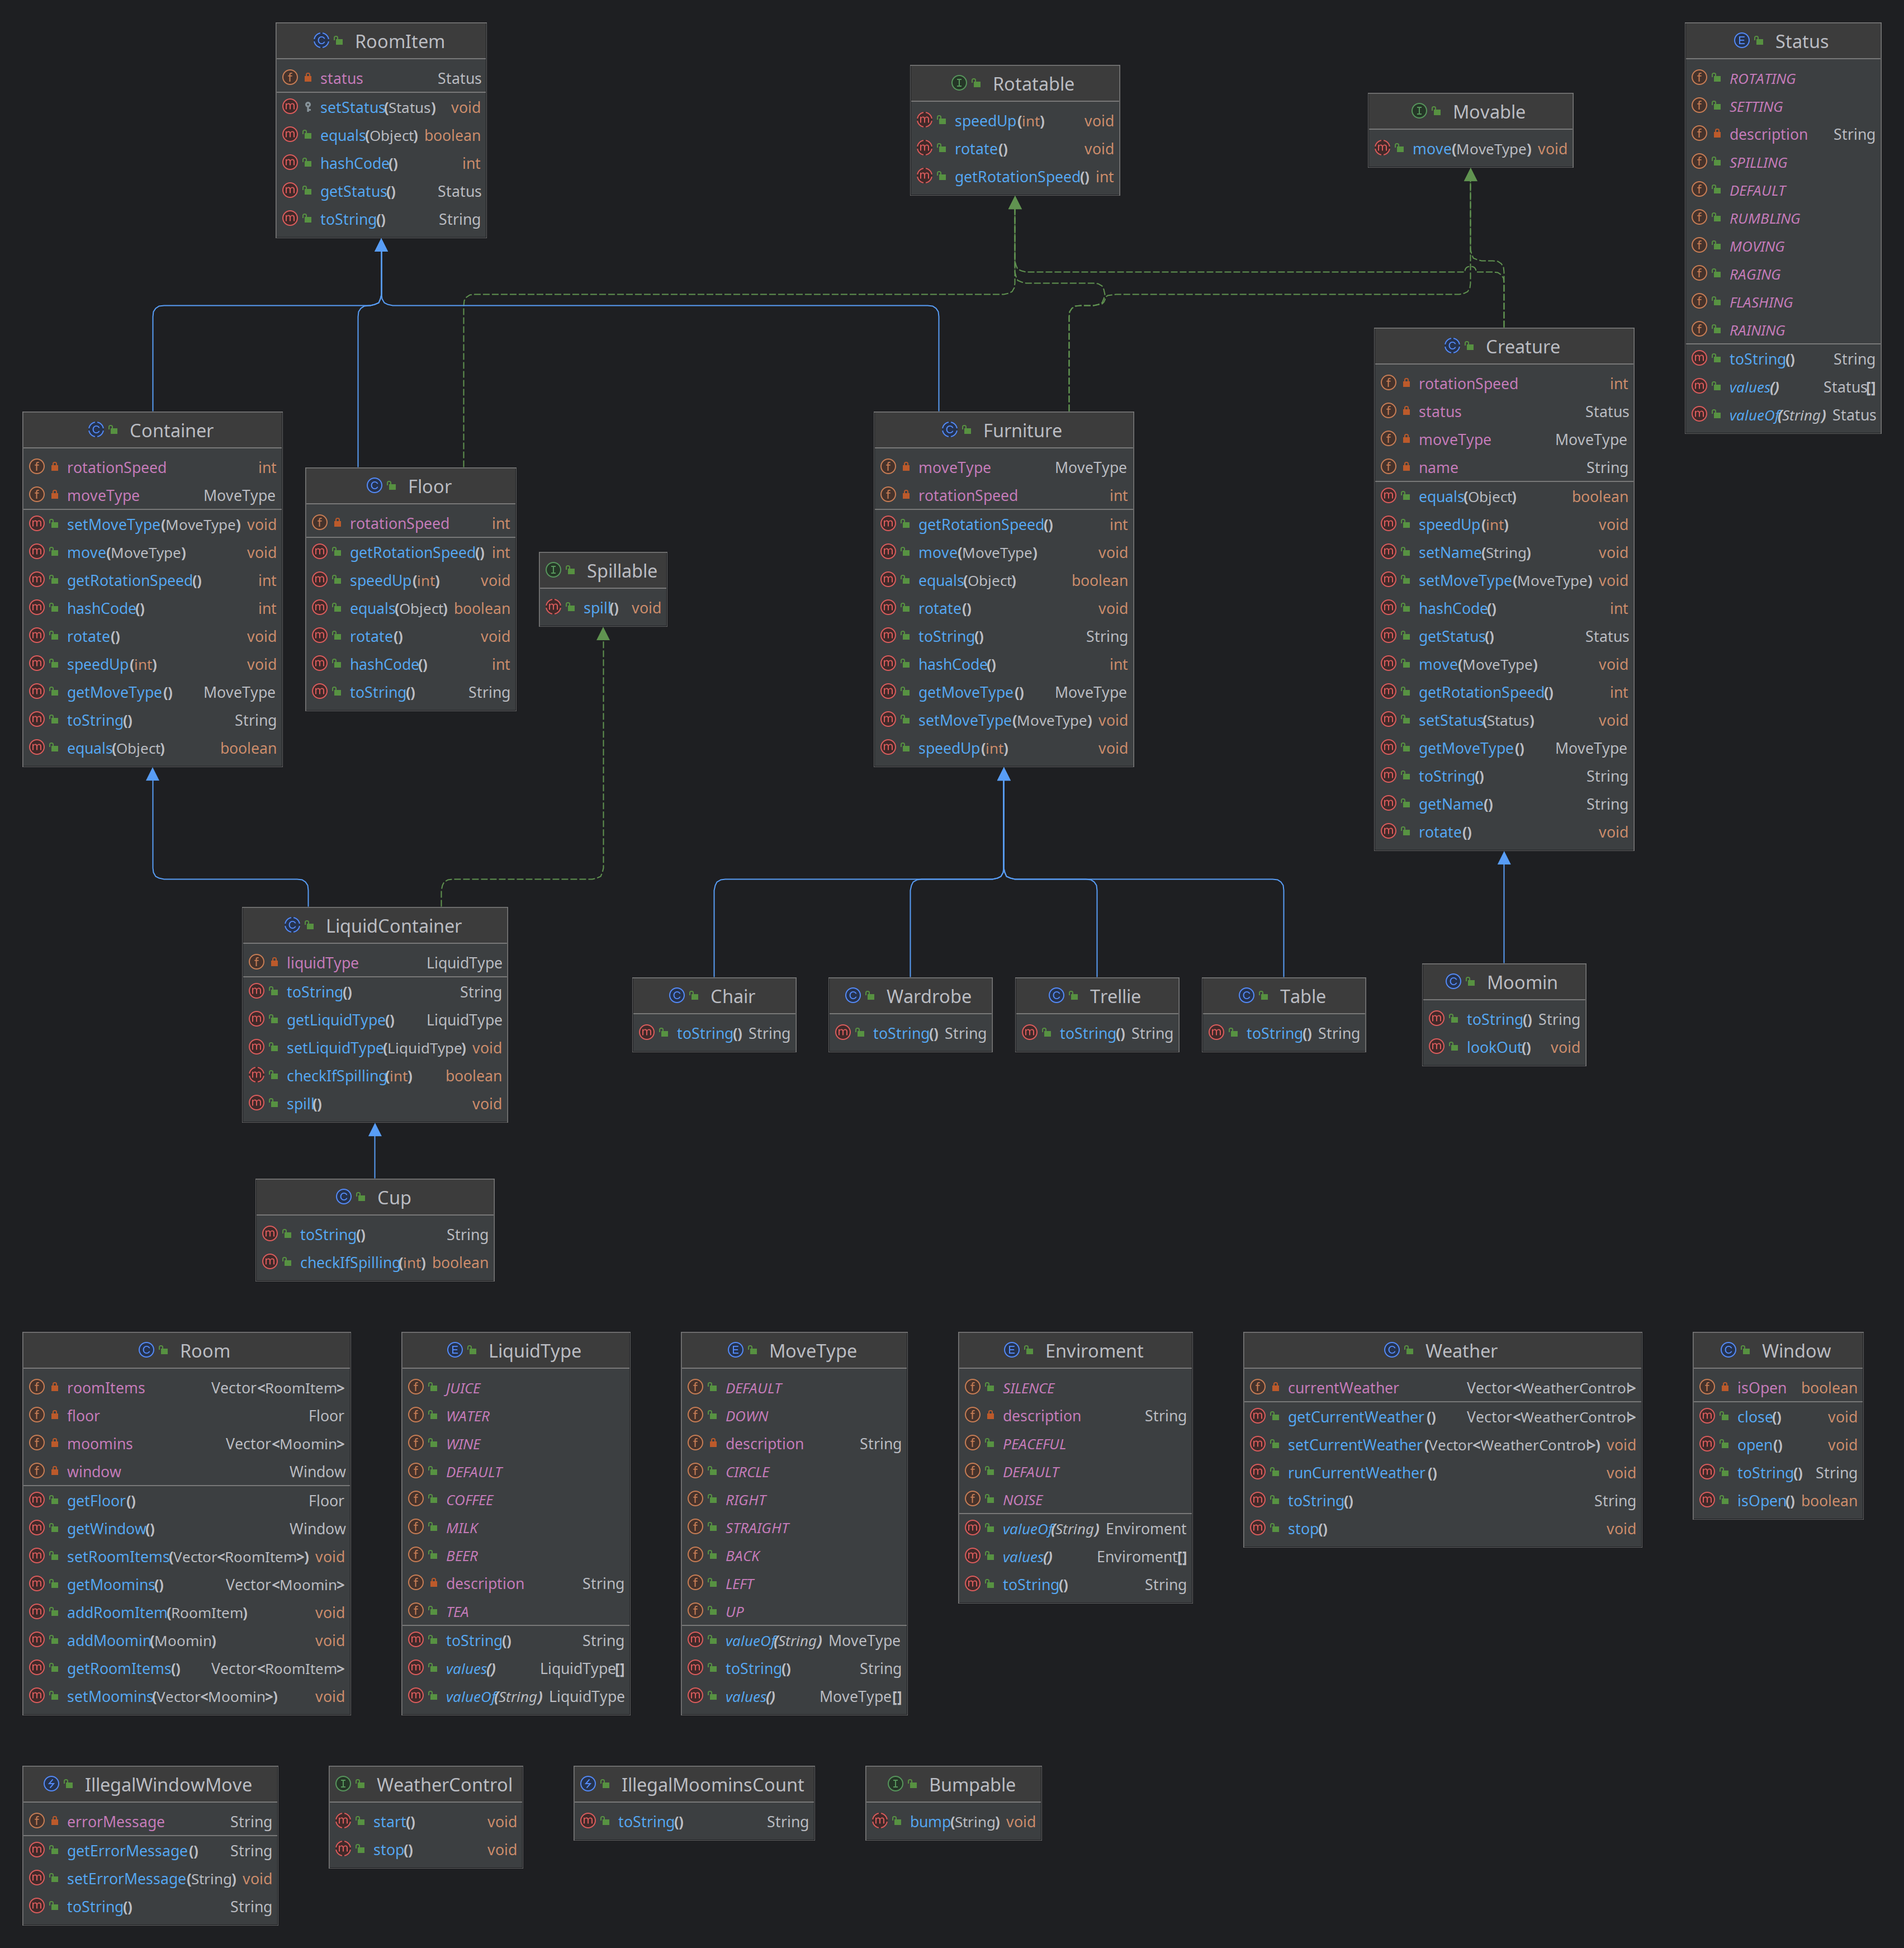 RoomItem
status Status
setStatus(Status) void
equals(Object) boolean
hashCode() int
getStatus() Status
toString() String
Rotatable
speedUp(int) void
rotate() void
getRotationSpeed() int
Movable
move(MoveType) void
Status
ROTATING
SETTING
description String
SPILLING
DEFAULT
RUMBLING
MOVING
RAGING
FLASHING
RAINING
toString() String
values() Status[]
valueOf(String) Status
Container
rotationSpeed int
moveType MoveType
setMoveType(MoveType) void
move(MoveType) void
getRotationSpeed() int
hashCode() int
rotate() void
speedUp(int) void
getMoveType() MoveType
toString() String
equals(Object) boolean
Floor
rotationSpeed int
getRotationSpeed() int
speedUp(int) void
equals(Object) boolean
rotate() void
hashCode() int
toString() String
Spillable
spill() void
Furniture
moveType MoveType
rotationSpeed int
getRotationSpeed() int
move(MoveType) void
equals(Object) boolean
rotate() void
toString() String
hashCode() int
getMoveType() MoveType
setMoveType(MoveType) void
speedUp(int) void
Creature
rotationSpeed int
status Status
moveType MoveType
name String
equals(Object) boolean
speedUp(int) void
setName(String) void
setMoveType(MoveType) void
hashCode() int
getStatus() Status
move(MoveType) void
getRotationSpeed() int
setStatus(Status) void
getMoveType() MoveType
toString() String
getName() String
rotate() void
LiquidContainer
liquidType LiquidType
toString() String
getLiquidType() LiquidType
setLiquidType(LiquidType) void
checkIfSpilling(int) boolean
spill() void
Chair
toString() String
Wardrobe
toString() String
Trellie
toString() String
Table
toString() String
Moomin
toString() String
lookOut() void
Cup
toString() String
checkIfSpilling(int) boolean
Room
roomItems Vector<RoomItem>
floor Floor
moomins Vector<Moomin>
window Window
getFloor() Floor
getWindow() Window
setRoomItems(Vector<RoomItem>) void
getMoomins() Vector<Moomin>
addRoomItem(RoomItem) void
addMoomin(Moomin) void
getRoomItems() Vector<RoomItem>
setMoomins(Vector<Moomin>) void
LiquidType
JUICE
WATER
WINE
DEFAULT
COFFEE
MILK
BEER
description String
TEA
toString() String
values() LiquidType[]
valueOf(String) LiquidType
MoveType
DEFAULT
DOWN
description String
CIRCLE
RIGHT
STRAIGHT
BACK
LEFT
UP
valueOf(String) MoveType
toString() String
values() MoveType[]
Enviroment
SILENCE
description String
PEACEFUL
DEFAULT
NOISE
valueOf(String) Enviroment
values() Enviroment[]
toString() String
Weather
currentWeather Vector<WeatherControl>
getCurrentWeather() Vector<WeatherControl>
setCurrentWeather(Vector<WeatherControl>) void
runCurrentWeather() void
toString() String
stop() void
Window
isOpen boolean
close() void
open() void
toString() String
isOpen() boolean
IllegalWindowMove
errorMessage String
getErrorMessage() String
setErrorMessage(String) void
toString() String
WeatherControl
start() void
stop() void
IllegalMoominsCount
toString() String
Bumpable
bump(String) void